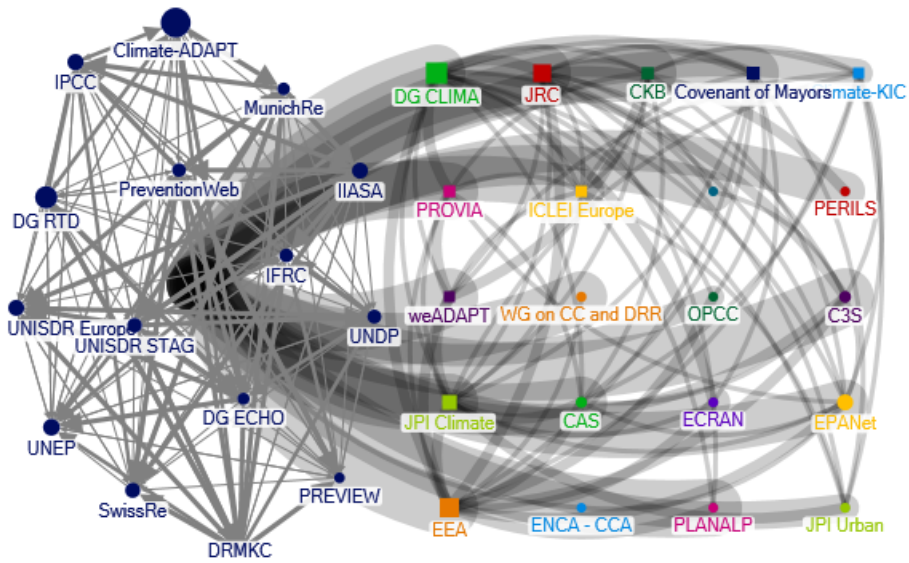 Climate-ADAPT
IPCC
MunichRe
DG CLIMA
JRC
CKB
Covenant of Mayors
mate-KIC
PreventionWeb
IIASA
DG RTD
PROVIA
ICLEI Europe
PERILS
IFRC
UNISDR Europe
UNISDR STAG
UNDP
weADAPT
WG on CC and DRR
OPCC
C3S
DG ECHO
JPI Climate
CAS
ECRAN
EPANet
UNEP
SwissRe
PREVIEW
EEA
ENCA - CCA
PLANALP
JPI Urban
DRMKC